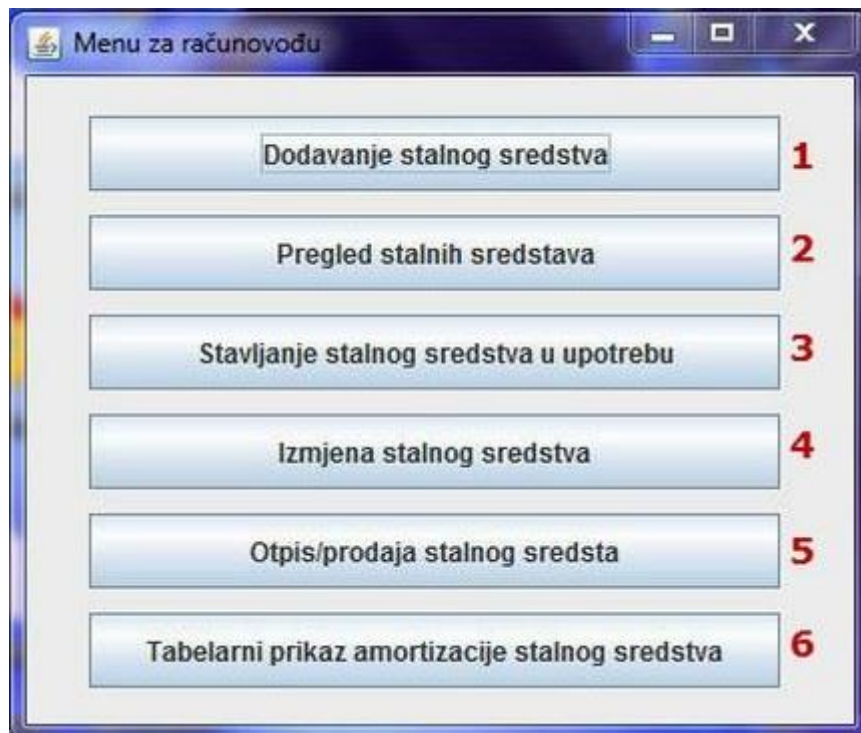 Menu za računovođu
Dodavanje stalnog sredstva 1
Pregled stalnih sredstava 2
Stavljanje stalnog sredstva u upotrebu 3
Izmjena stalnog sredstva 4
Otpis/prodaja stalnog sredsta 5
Tabelarni prikaz amortizacije stalnog sredstva 6